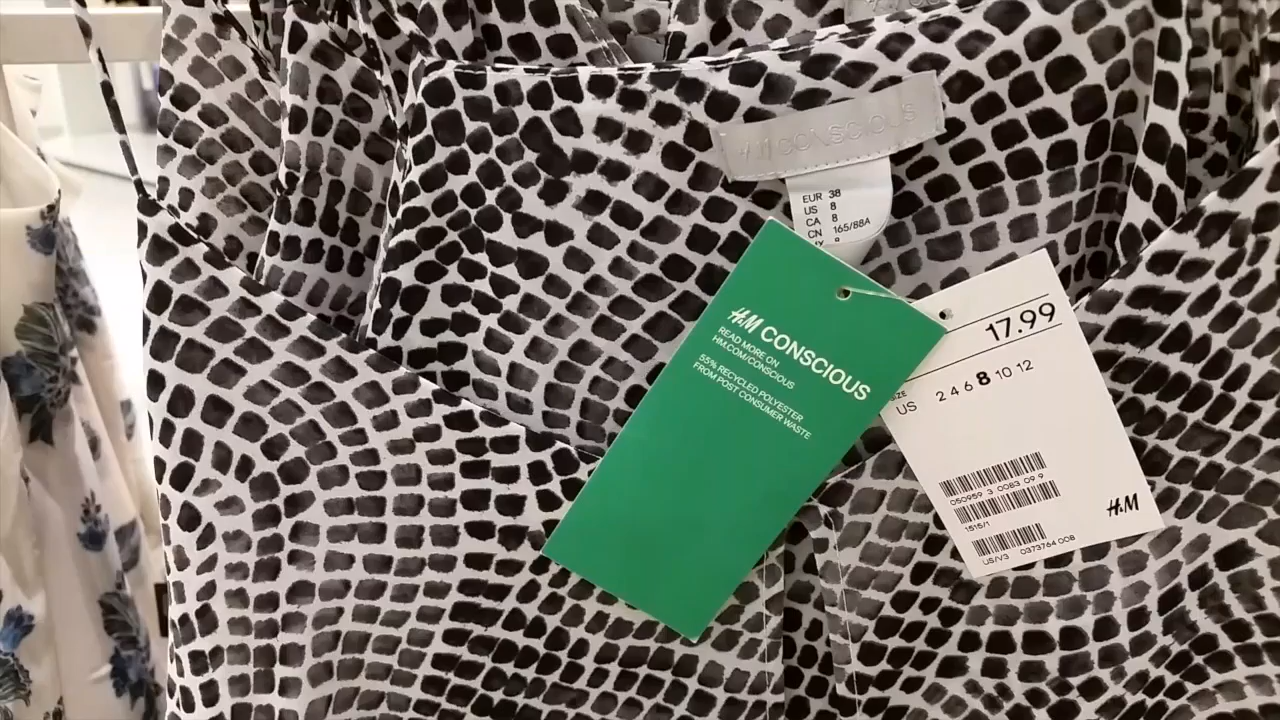 H&M CONSCIOUS
EUR 38
US 8
CA 8
CN 165/88A
H&M CONSCIOUS
READ MORE ON
HM.COM/CONSCIOUS
55% RECYCLED POLYESTER
FROM POST CONSUMER WASTE
17.99
US 2 4 6 8 10 12
050959 3 0083 09 9
1515/1
US/V3 0373764 008
H&M